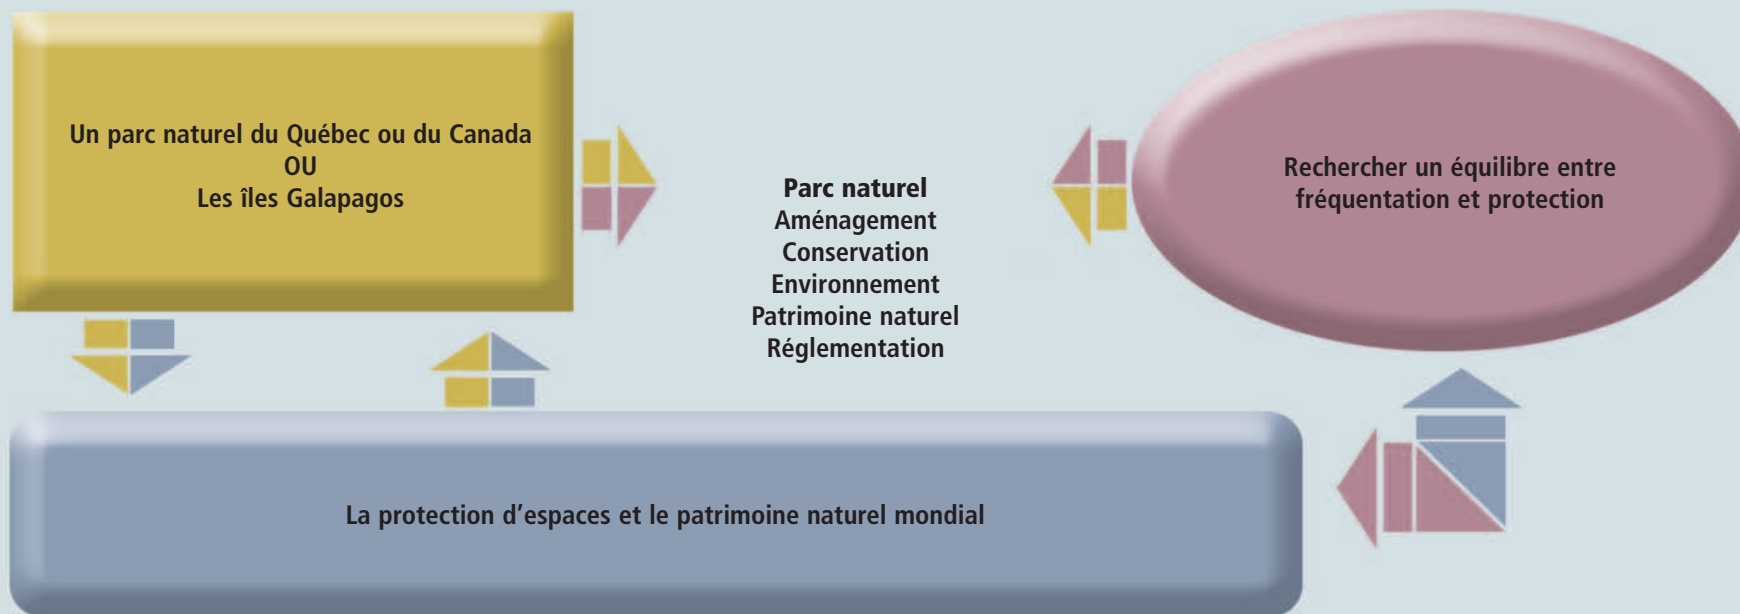 Un parc naturel du Québec ou du Canada
OU
Les îles Galapagos
Parc naturel
Aménagement
Conservation
Environnement
Patrimoine naturel
Réglementation
Rechercher un équilibre entre
fréquentation et protection
La protection d’espaces et le patrimoine naturel mondial